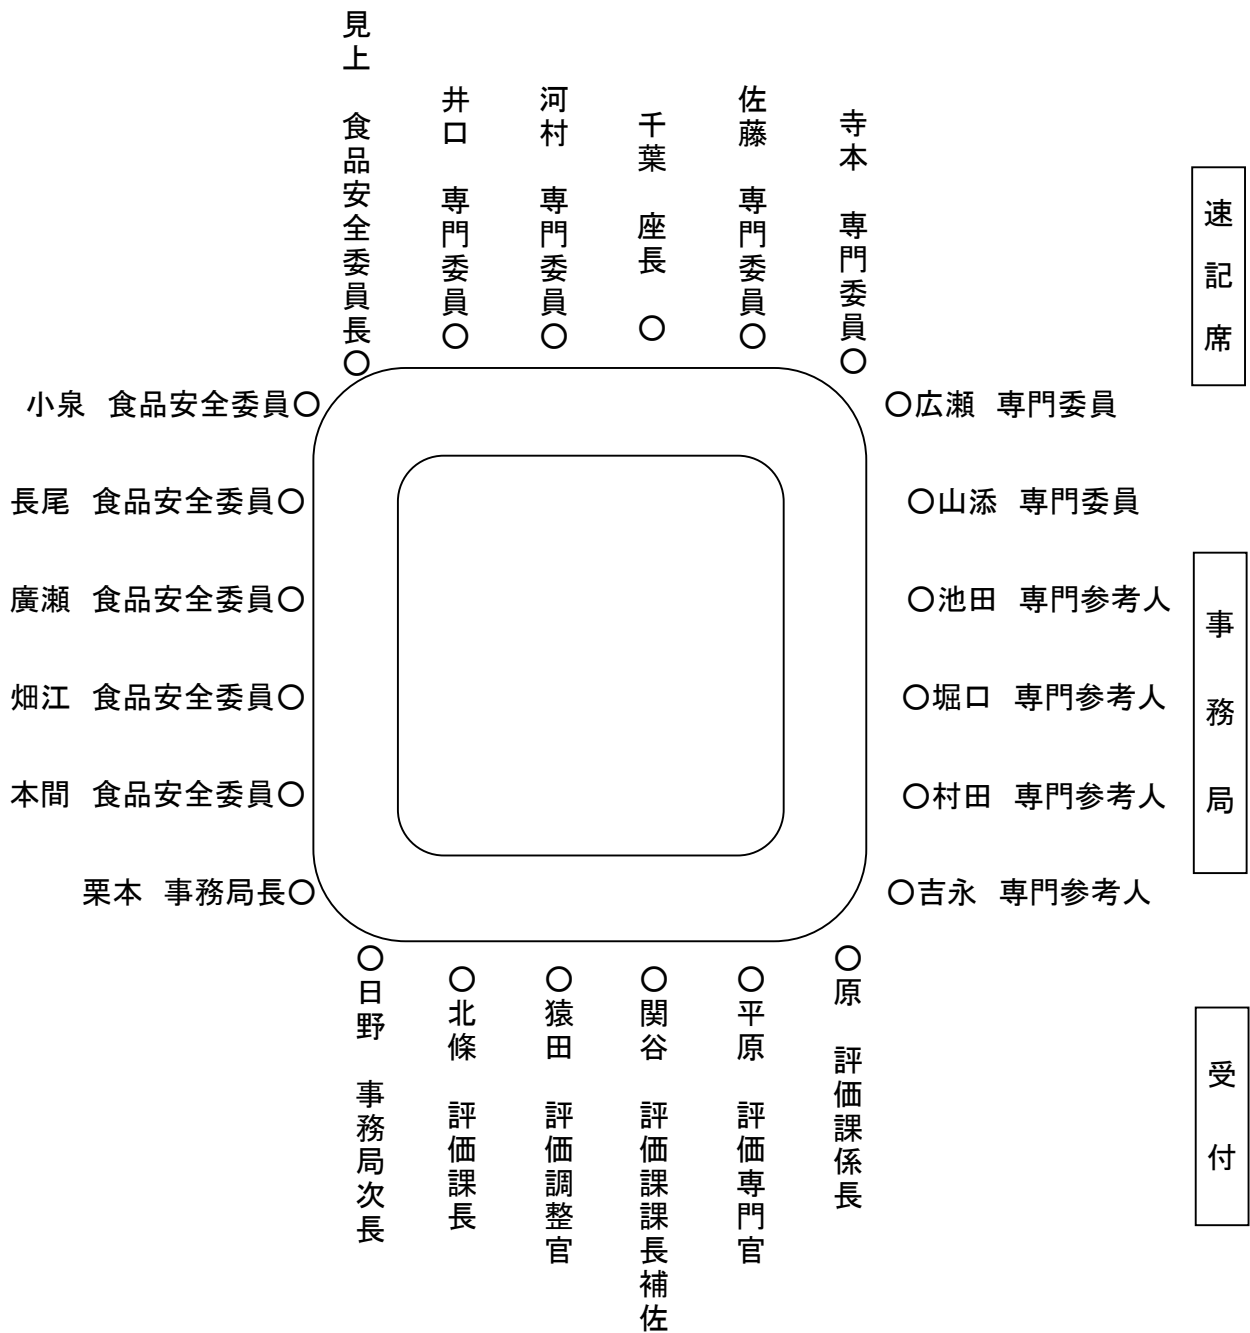 見上　食品安全委員長○
井口　専門委員○
河村　専門委員○
千葉　座長　○
佐藤　専門委員○
寺本　専門委員○
速記席
小泉　食品安全委員○
○広瀬　専門委員
長尾　食品安全委員○
○山添　専門委員
廣瀬　食品安全委員○
○池田　専門参考人
事務局
畑江　食品安全委員○
○堀口　専門参考人
本間　食品安全委員○
○村田　専門参考人
栗本　事務局長○
○吉永　専門参考人
○日野　事務局次長
○北條　評価課長
○猿田　評価調整官
○関谷　評価課課長補佐
○平原　評価専門官
○原　評価課係長
受付